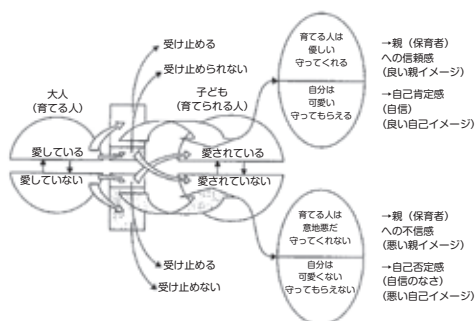 受け止める
受け止められない
大人
（育てる人）
子ども
（育てられる人）
愛している
愛していない
愛されている
愛されていない
受け止める
受け止めない
育てる人は
優しい
守ってくれる
自分は
可愛い
守ってもらえる
→親（保育者）
への信頼感
（良い親イメージ）
→自己肯定感
（自信）
（良い自己イメージ）
育てる人は
意地悪だ
守ってくれない
自分は
可愛くない
守ってもらえない
→親（保育者）
への不信感
（悪い親イメージ）
→自己否定感
（自信のなさ）
（悪い自己イメージ）